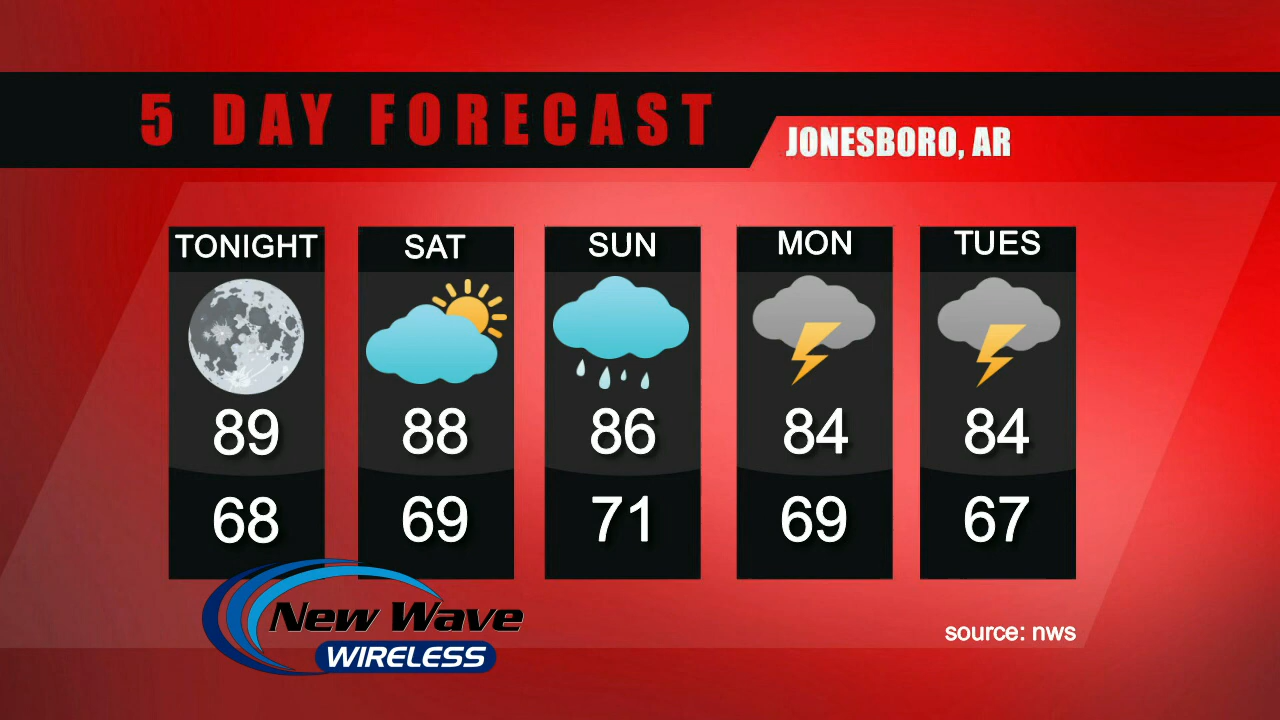 5 DAY FORECAST
JONESBORO, AR
TONIGHT SAT SUN MON TUES
89 88 86 84 84
68 69 71 69 67
New Wave
WIRELESS
source: nws